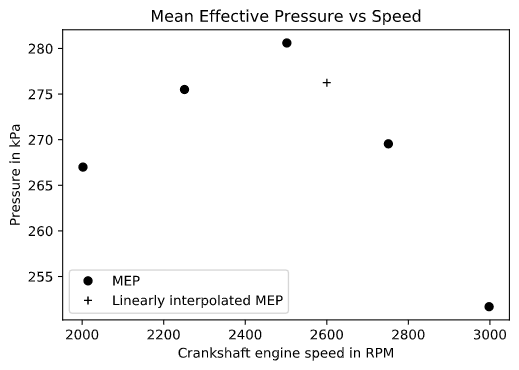 Mean Effective Pressure vs Speed
280
275
270
265
260
255
Pressure in kPa
MEP
Linearly interpolated MEP
2000 2200 2400 2600 2800 3000
Crankshaft engine speed in RPM